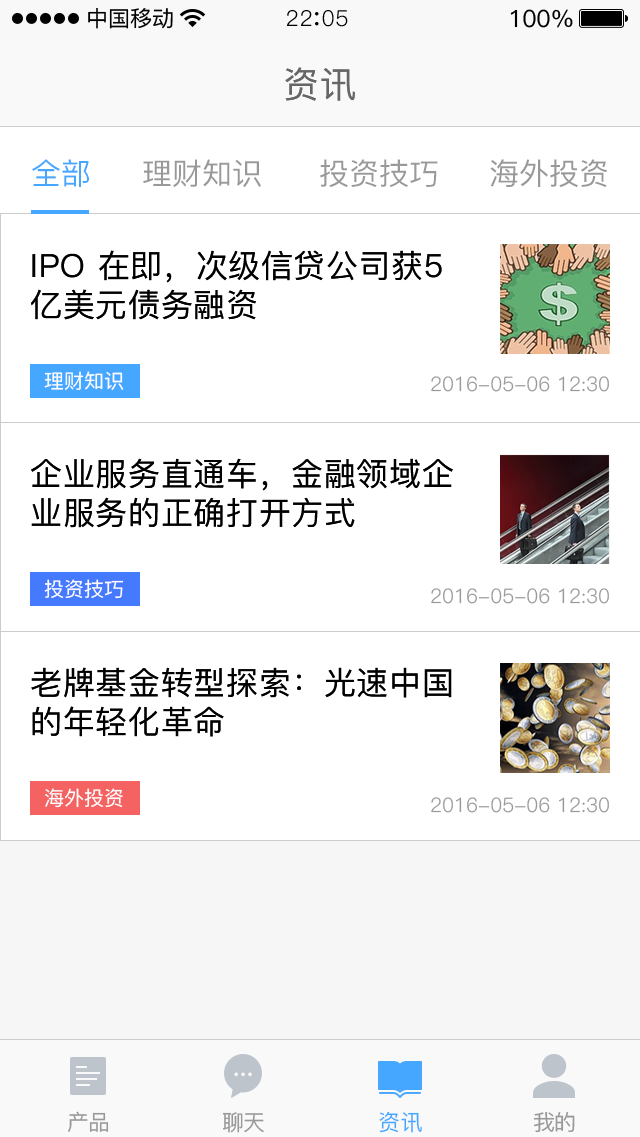 中国移动 22:05 100%
资讯
全部 理财知识 投资技巧 海外投资
IPO 在即，次级信贷公司获5
亿美元债务融资
$
理财知识 2016-05-06 12:30
企业服务直通车，金融领域企
业服务的正确打开方式
投资技巧 2016-05-06 12:30
老牌基金转型探索：光速中国
的年轻化革命
海外投资 2016-05-06 12:30
产品 聊天 资讯 我的